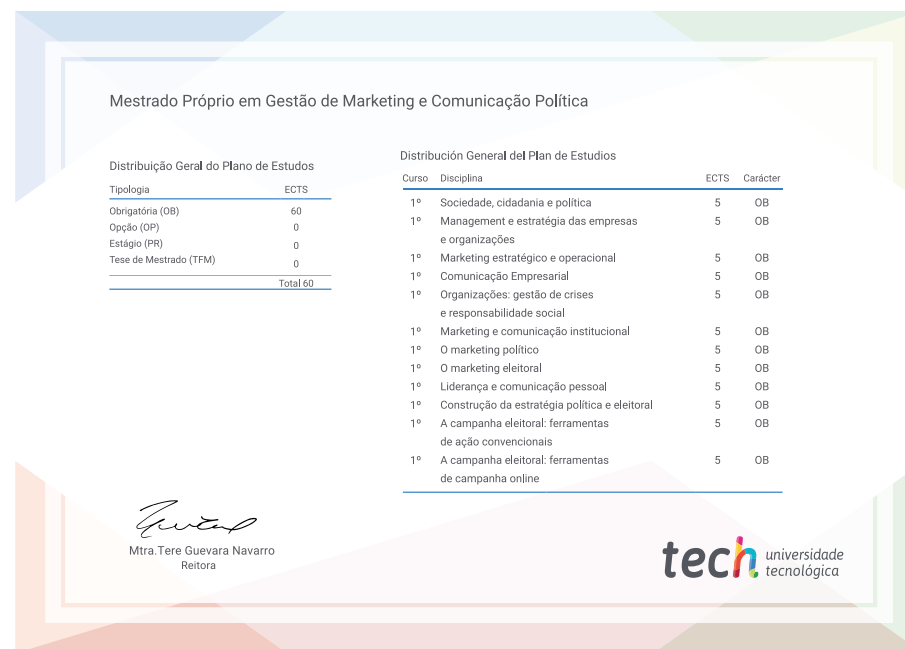 Mestrado Próprio em Gestão de Marketing e Comunicação Política
Distribuição Geral do Plano de Estudos
Tipologia ECTS
Obrigatória (OB) 60
Opção (OP) 0
Estágio (PR) 0
Tese de Mestrado (TFM) 0
Total 60
Distribución General del Plan de Estudios
Curso Disciplina ECTS Carácter
1º Sociedade, cidadania e política 5 OB
1º Management e estratégia das empresas 5 OB
e organizações
1º Marketing estratégico e operacional 5 OB
1º Comunicação Empresarial 5 OB
1º Organizações: gestão de crises 5 OB
e responsabilidade social
1º Marketing e comunicação institucional 5 OB
1º O marketing político 5 OB
1º O marketing eleitoral 5 OB
1º Liderança e comunicação pessoal 5 OB
1º Construção da estratégia política e eleitoral 5 OB
1º A campanha eleitoral: ferramentas 5 OB
de ação convencionais
1º A campanha eleitoral: ferramentas 5 OB
de campanha online
Mtra.Tere Guevara Navarro
Reitora
tech universidade
tecnológica